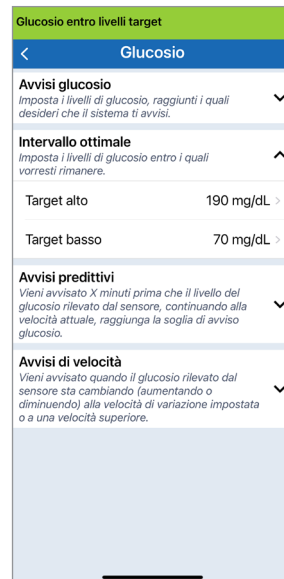 Glucosio entro livelli target
Glucosio
Avvisi glucosio
Imposta i livelli di glucosio, raggiunti i quali
desideri che il sistema ti avvisi.
Intervallo ottimale
Imposta i livelli di glucosio entro i quali
vorresti rimanere.
Target alto 190 mg/dL
Target basso 70 mg/dL
Avvisi predittivi
Vieni avvisato X minuti prima che il livello del
glucosio rilevato dal sensore, continuando alla
velocità attuale, raggiunga la soglia di avviso
glucosio.
Avvisi di velocità
Vieni avvisato quando il glucosio rilevato dal
sensore sta cambiando (aumentando o
diminuendo) alla velocità di variazione impostata
o a una velocità superiore.